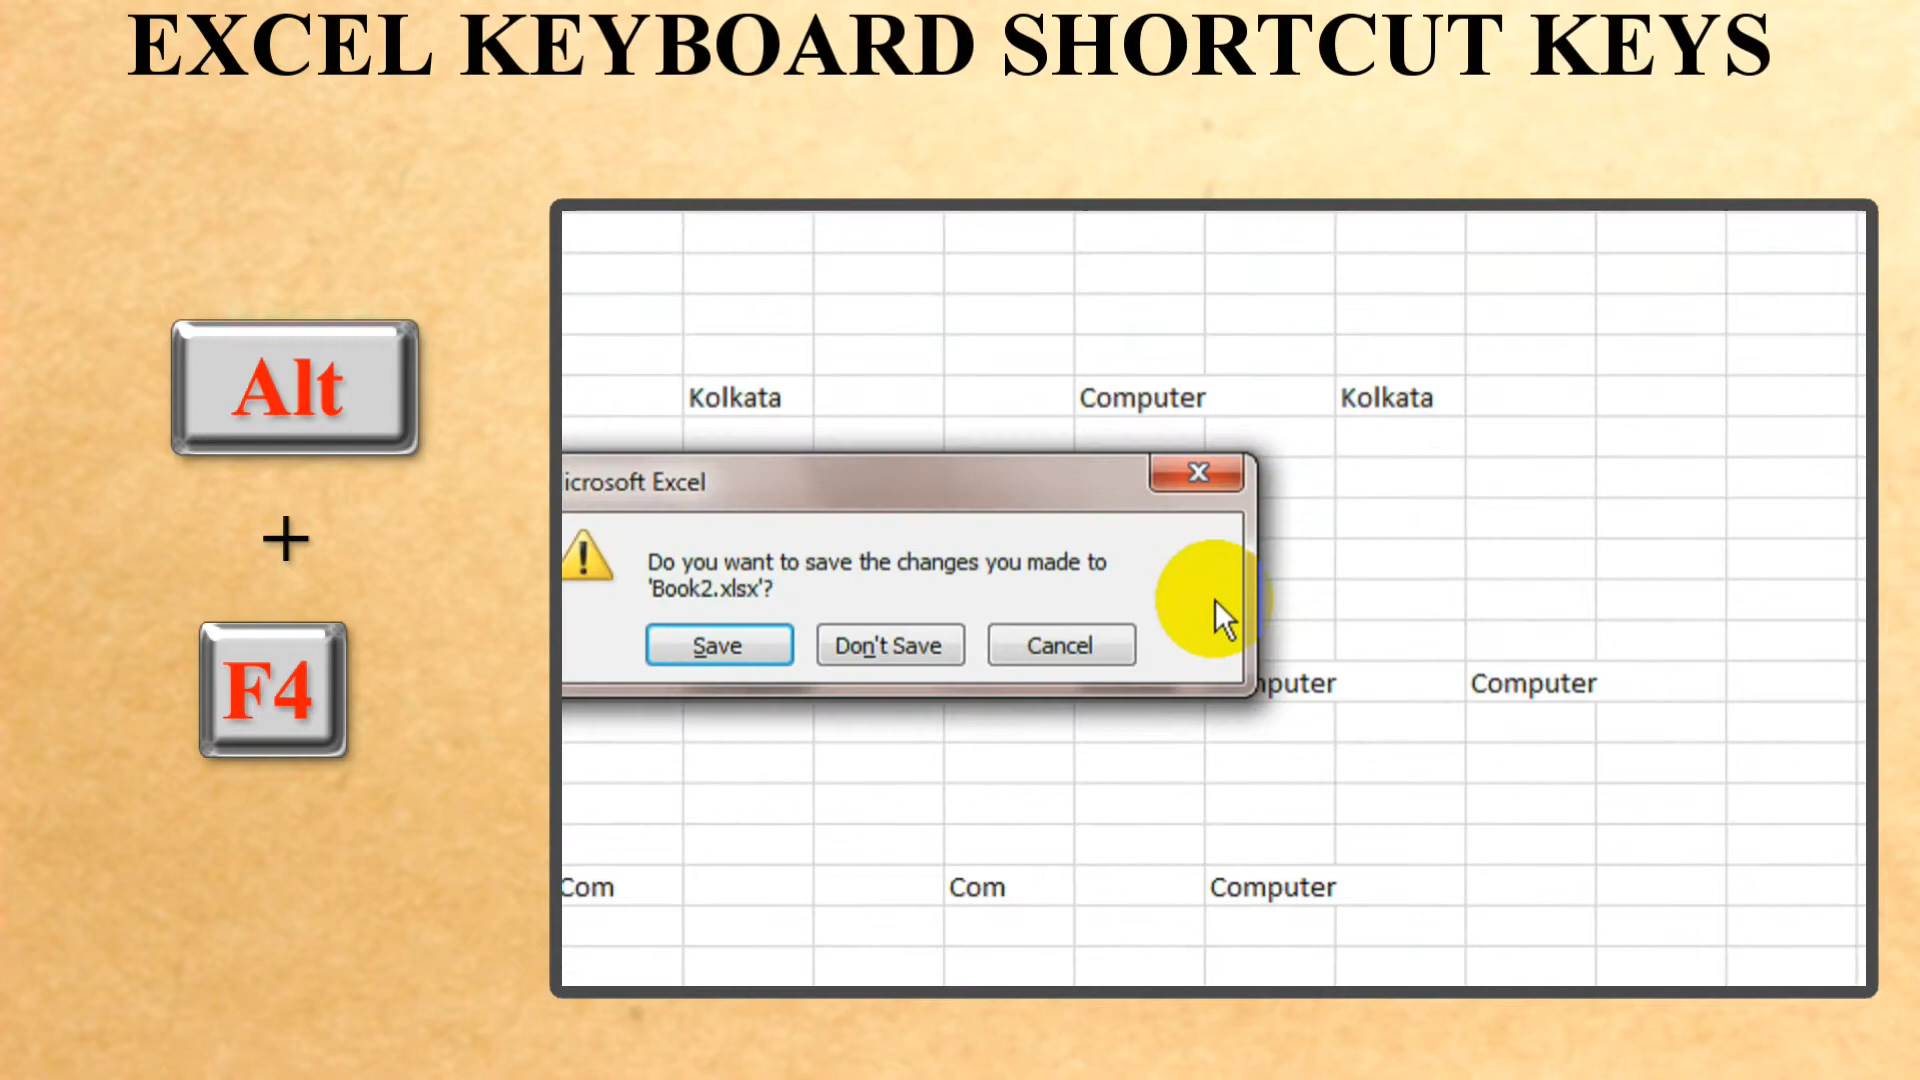 EXCEL KEYBOARD SHORTCUT KEYS
Alt
+
F4
Kolkata Computer Kolkata
icrosoft Excel
Do you want to save the changes you made to
'Book2.xlsx'?
Save Don't Save Cancel
nputer Computer
Com Com Computer